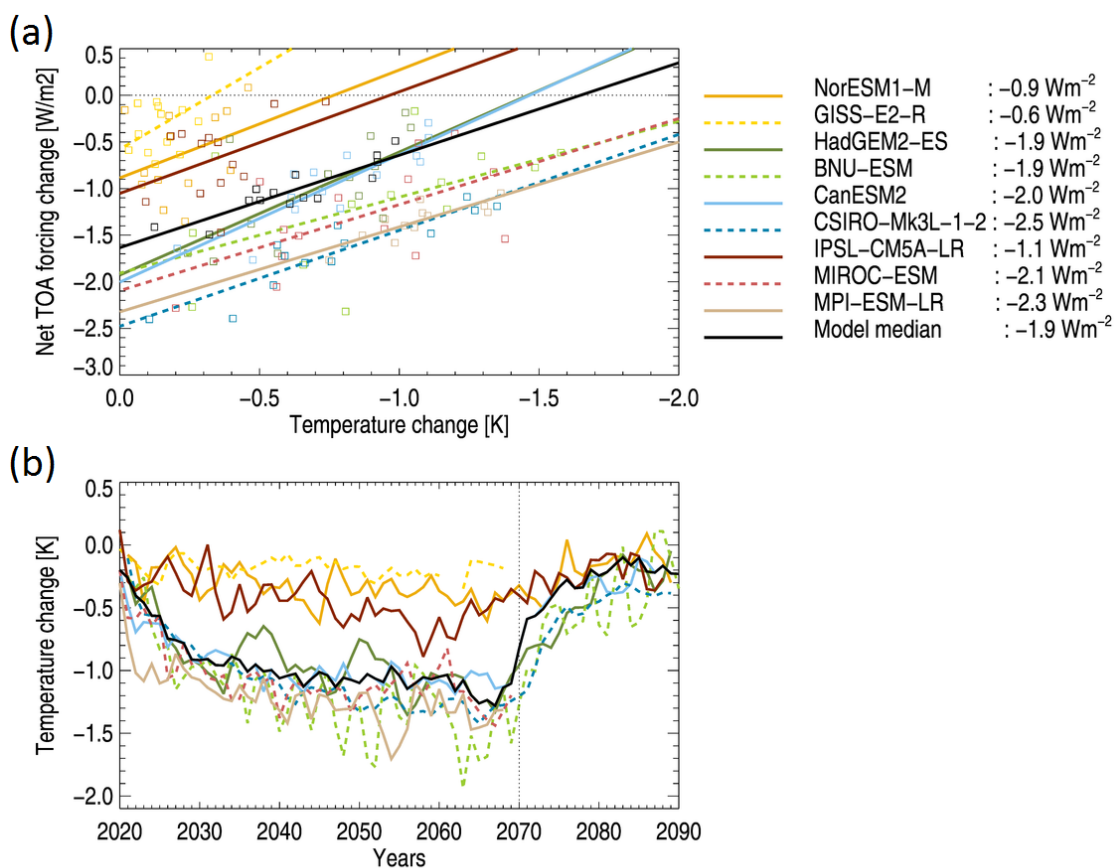 (a)
Net TOA forcing change [W/m2]
0.5
0.0
−0.5
−1.0
−1.5
−2.0
−2.5
−3.0
0.0 −0.5 −1.0 −1.5 −2.0
Temperature change [K]
NorESM1−M : −0.9 Wm−2
GISS−E2−R : −0.6 Wm−2
HadGEM2−ES : −1.9 Wm−2
BNU−ESM : −1.9 Wm−2
CanESM2 : −2.0 Wm−2
CSIRO−Mk3L−1−2 : −2.5 Wm−2
IPSL−CM5A−LR : −1.1 Wm−2
MIROC−ESM : −2.1 Wm−2
MPI−ESM−LR : −2.3 Wm−2
Model median : −1.9 Wm−2
(b)
Temperature change [K]
0.5
0.0
−0.5
−1.0
−1.5
−2.0
2020 2030 2040 2050 2060 2070 2080 2090
Years